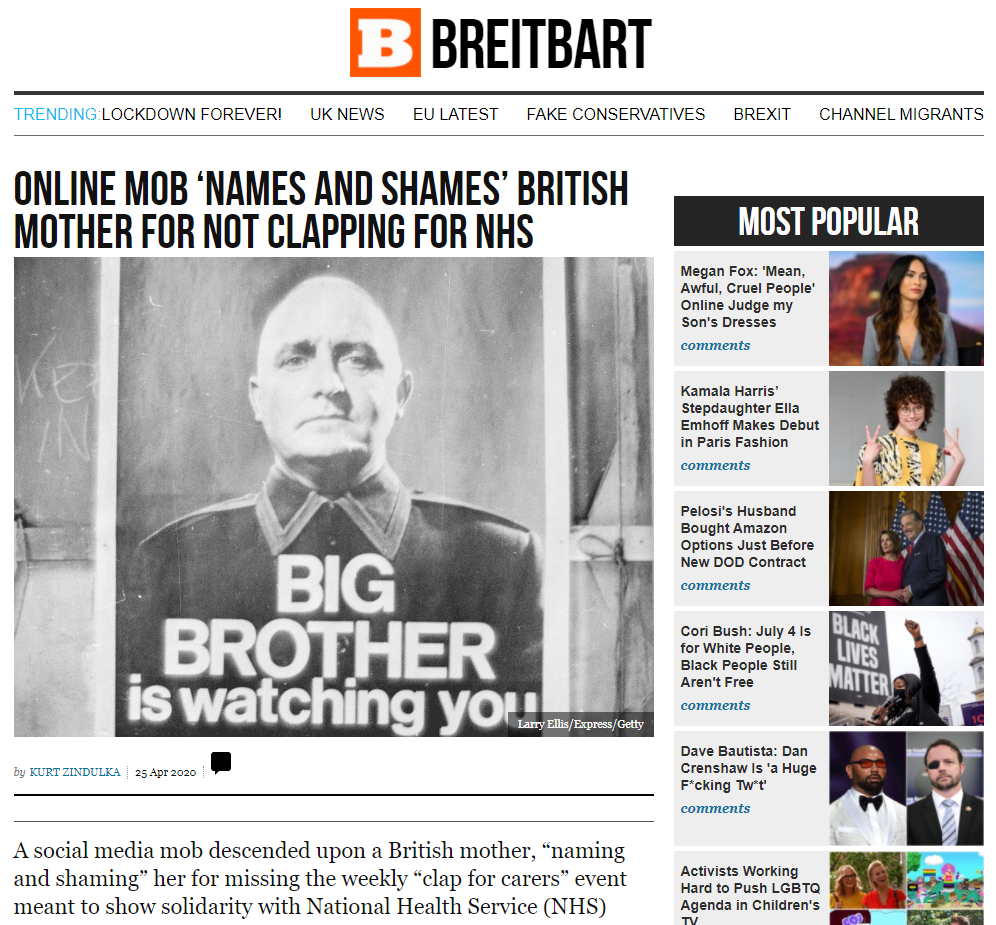 B BREITBART
TRENDING: LOCKDOWN FOREVER! UK NEWS EU LATEST FAKE CONSERVATIVES BREXIT CHANNEL MIGRANTS
ONLINE MOB ‘NAMES AND SHAMES’ BRITISH
MOTHER FOR NOT CLAPPING FOR NHS
BIG
BROTHER
is watching you
Larry Ellis/Express/Getty
by KURT ZINDULKA 25 Apr 2020
A social media mob descended upon a British mother, “naming
and shaming” her for missing the weekly “clap for carers” event
meant to show solidarity with National Health Service (NHS)
MOST POPULAR
Megan Fox: 'Mean,
Awful, Cruel People'
Online Judge my
Son's Dresses
comments
Kamala Harris’
Stepdaughter Ella
Emhoff Makes Debut
in Paris Fashion
comments
Pelosi's Husband
Bought Amazon
Options Just Before
New DOD Contract
comments
Cori Bush: July 4 Is
for White People,
Black People Still
Aren't Free
comments
BLACK
LIVES
MATTER
Dave Bautista: Dan
Crenshaw Is 'a Huge
F*cking Tw*t'
comments
Activists Working
Hard to Push LGBTQ
Agenda in Children's
TV